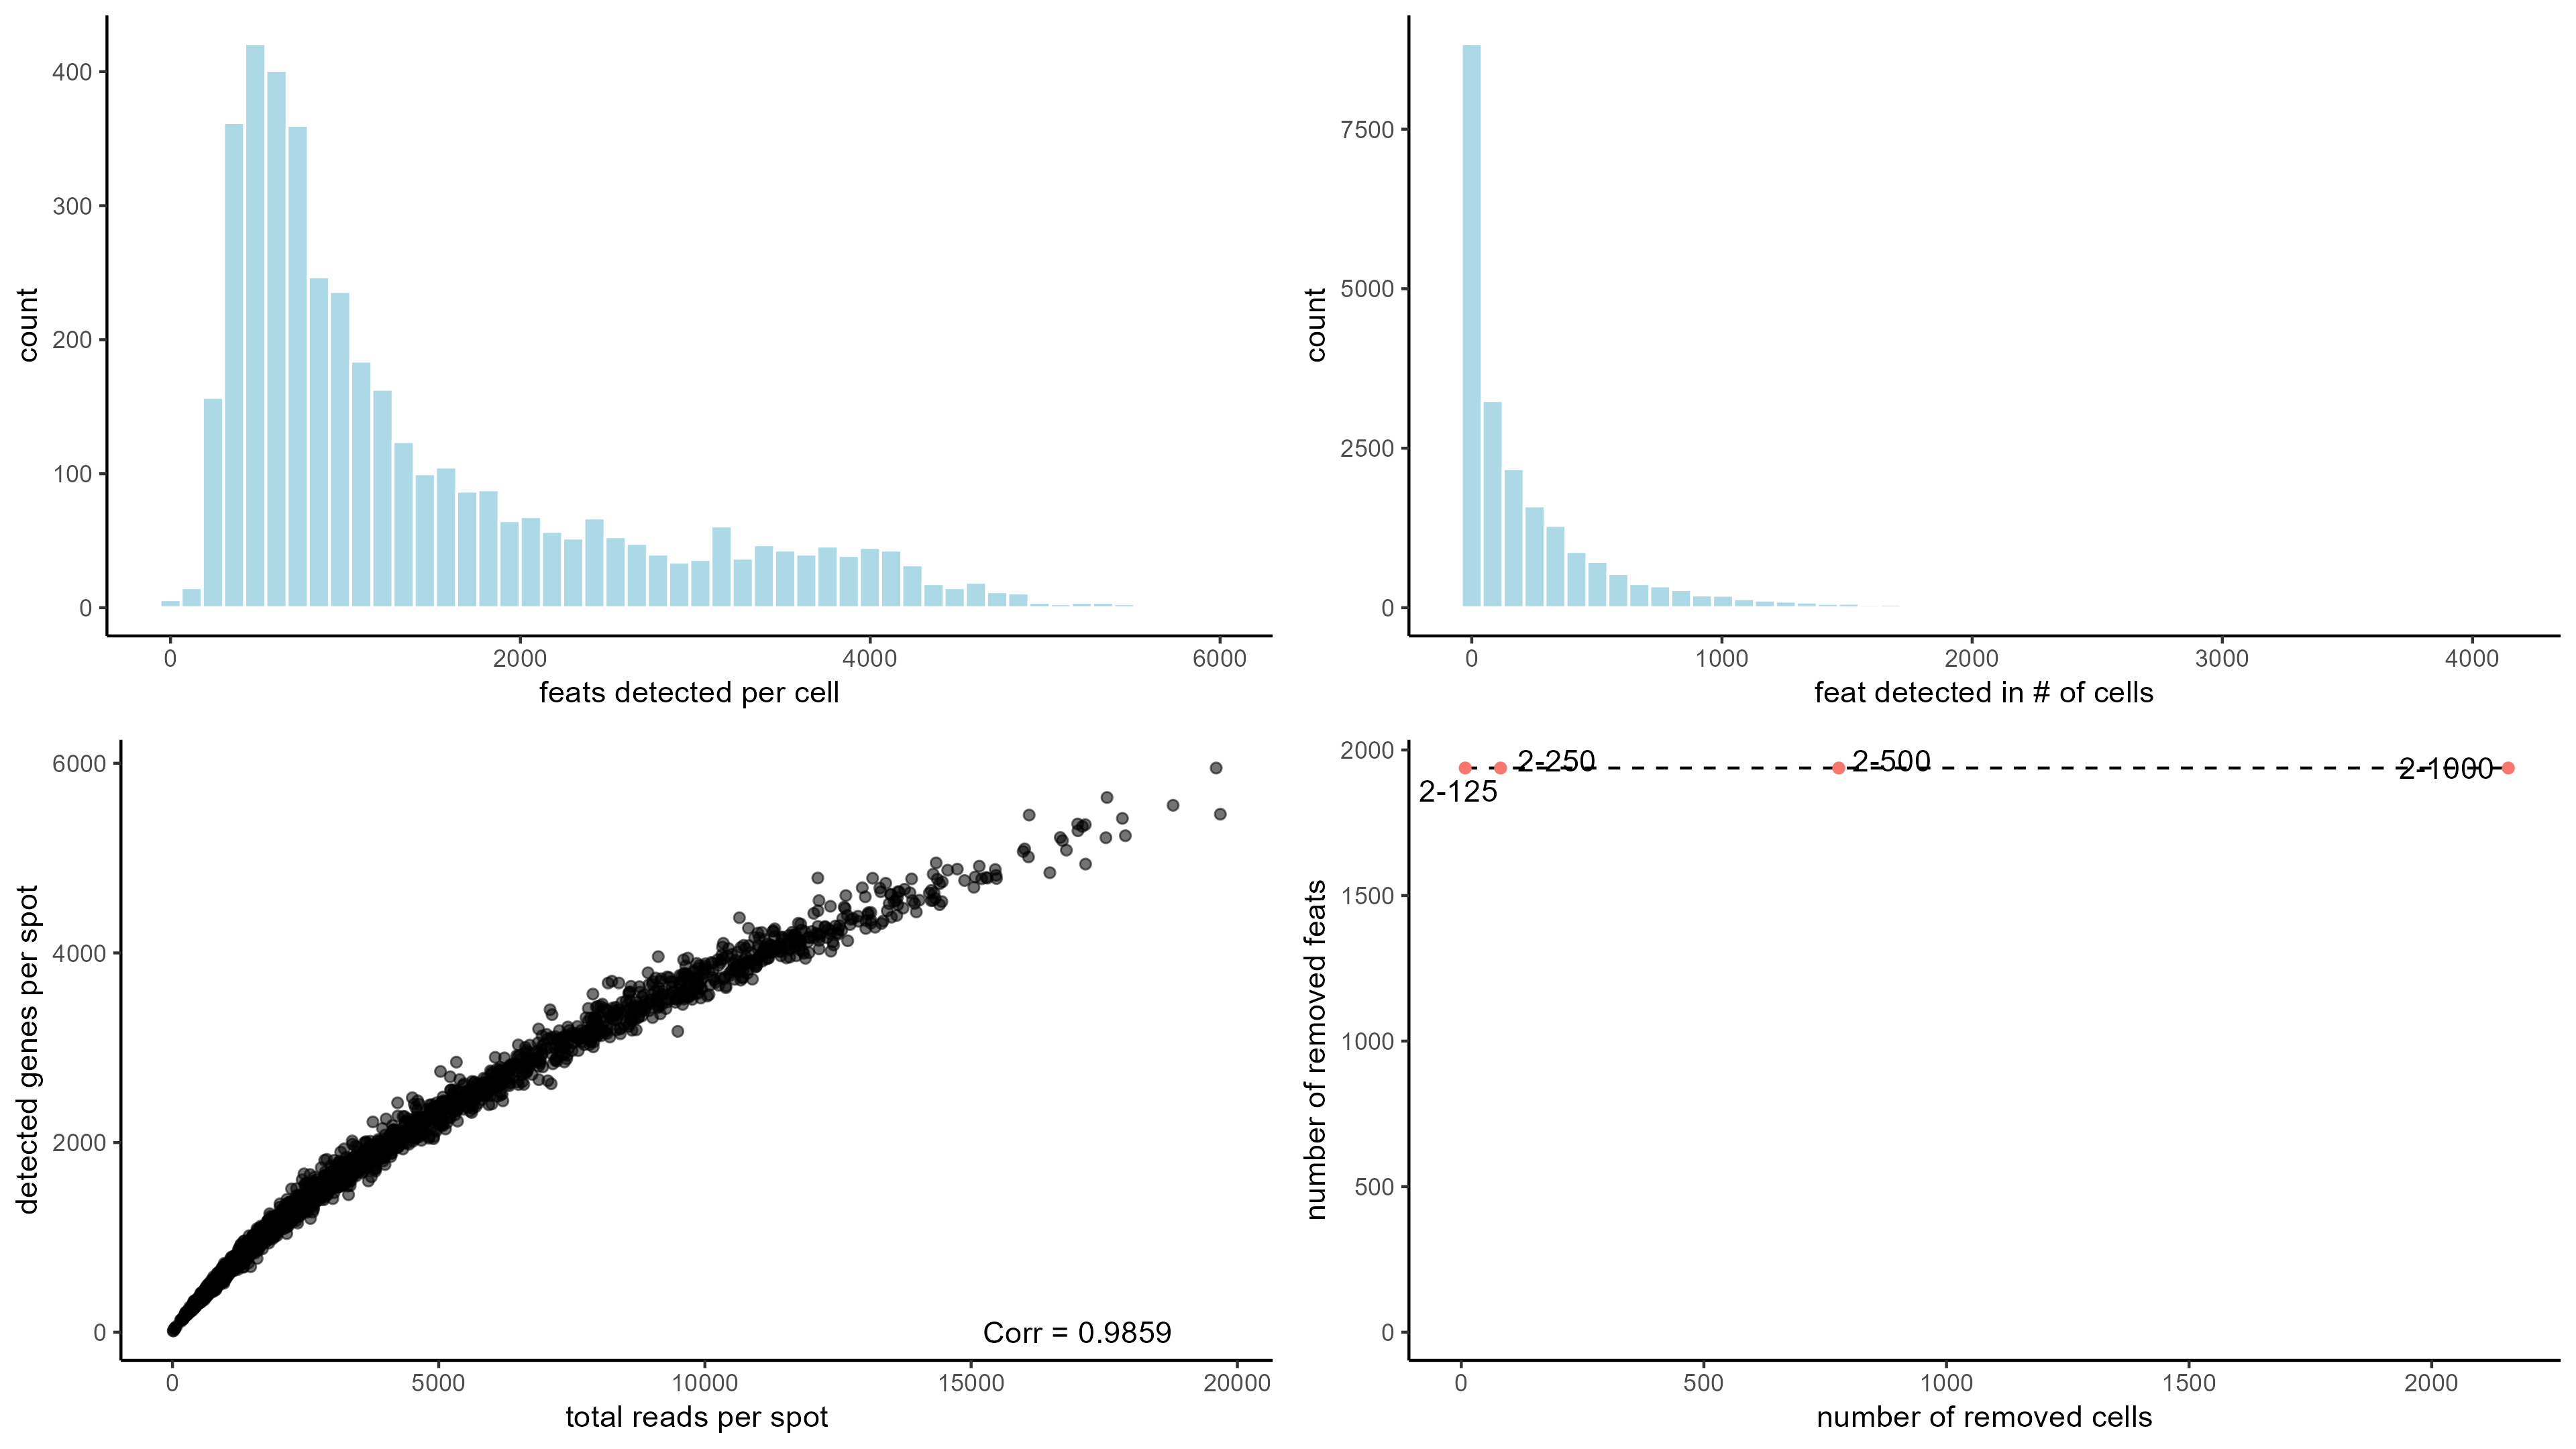 400
300
200
100
0
count
0 2000 4000 6000
feats detected per cell
7500
5000
2500
0
count
0 1000 2000 3000 4000
feat detected in # of cells
6000
4000
2000
0
detected genes per spot
Corr = 0.9859
0 5000 10000 15000 20000
total reads per spot
2000
1500
1000
500
0
number of removed feats
2-125
2-250
2-500
2-1000
0 500 1000 1500 2000
number of removed cells